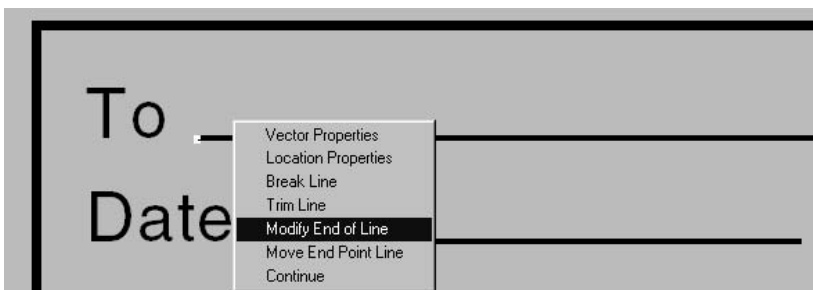 To
Vector Properties
Location Properties
Break Line
Trim Line
Date
Modify End of Line
Move End Point Line
Continue